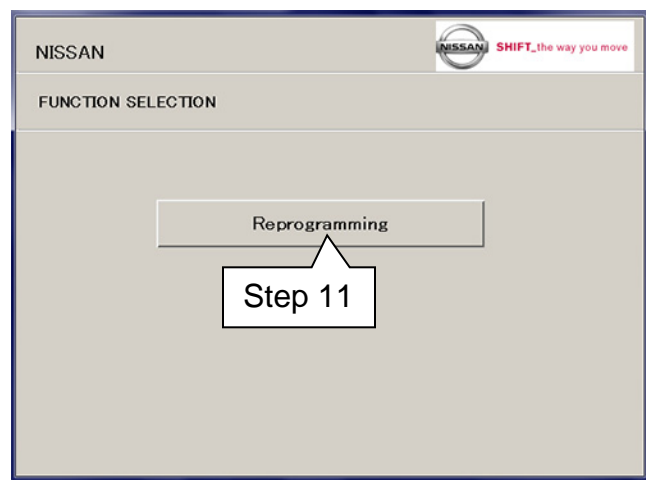 NISSAN
NISSAN SHIFT_the way you move
FUNCTION SELECTION
Reprogramming
Step 11